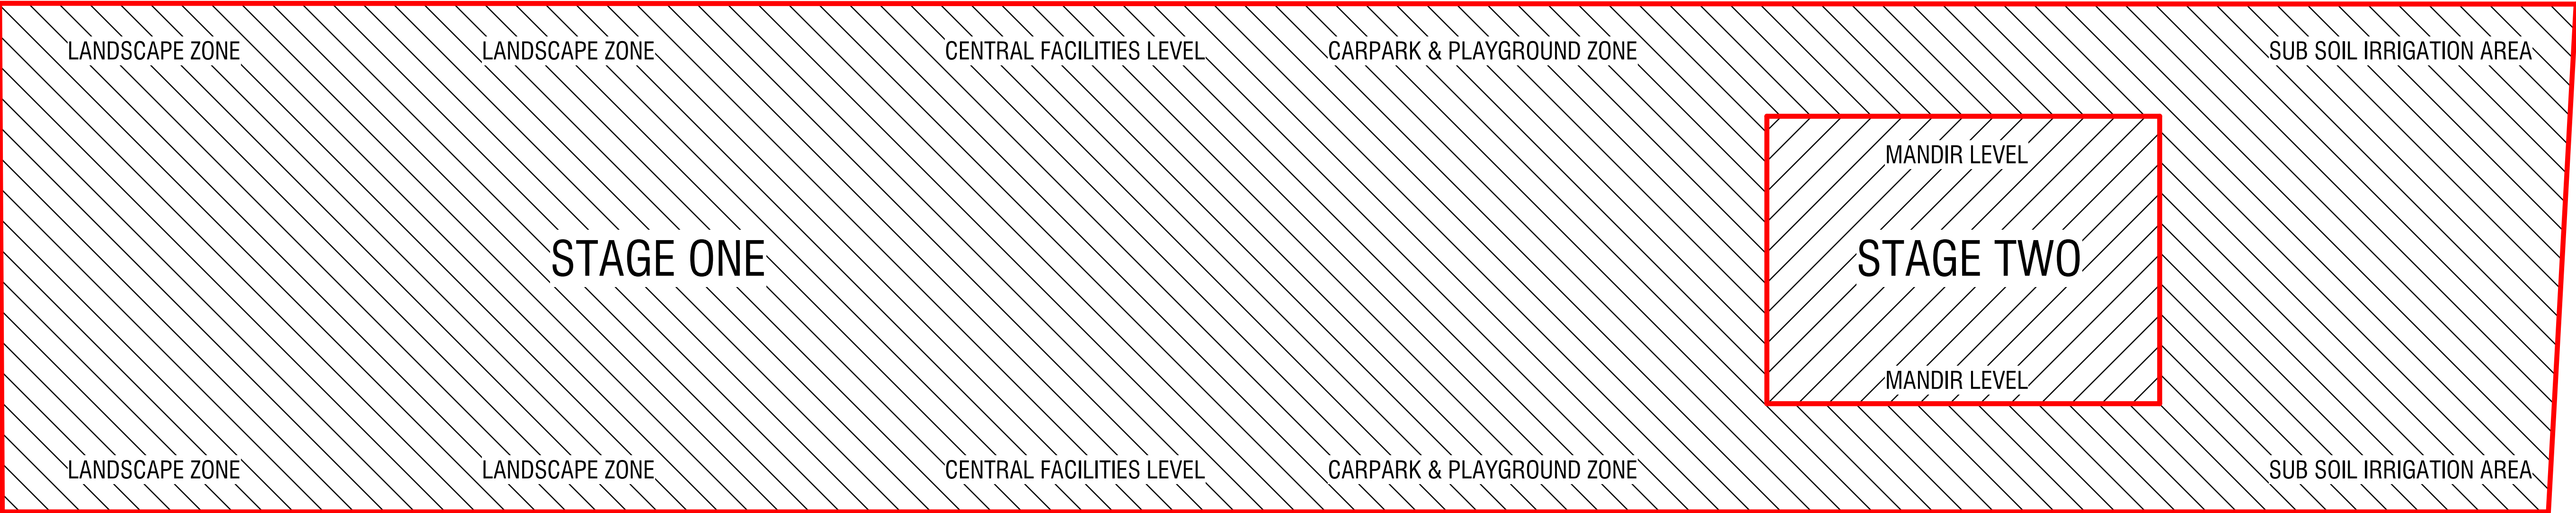 LANDSCAPE ZONE
LANDSCAPE ZONE
CENTRAL FACILITIES LEVEL
CARPARK & PLAYGROUND ZONE
SUB SOIL IRRIGATION AREA
MANDIR LEVEL
STAGE ONE
STAGE TWO
MANDIR LEVEL
LANDSCAPE ZONE
LANDSCAPE ZONE
CENTRAL FACILITIES LEVEL
CARPARK & PLAYGROUND ZONE
SUB SOIL IRRIGATION AREA